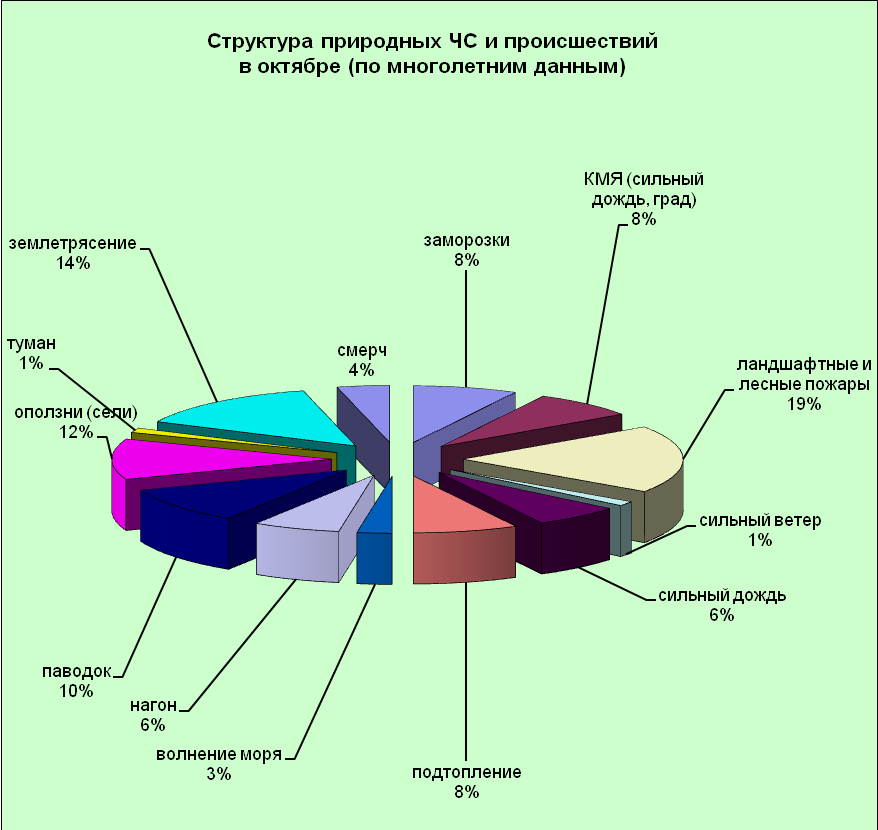 Структура природных ЧС и происшествий
в октябре (по многолетним данным)
КМЯ (сильный
дождь, град)
8%
заморозки
8%
землетрясение
14%
туман
1%
смерч
4%
ландшафтные и
лесные пожары
19%
оползни (сели)
12%
сильный ветер
1%
сильный дождь
6%
паводок
10%
нагон
6%
волнение моря
3%
подтопление
8%